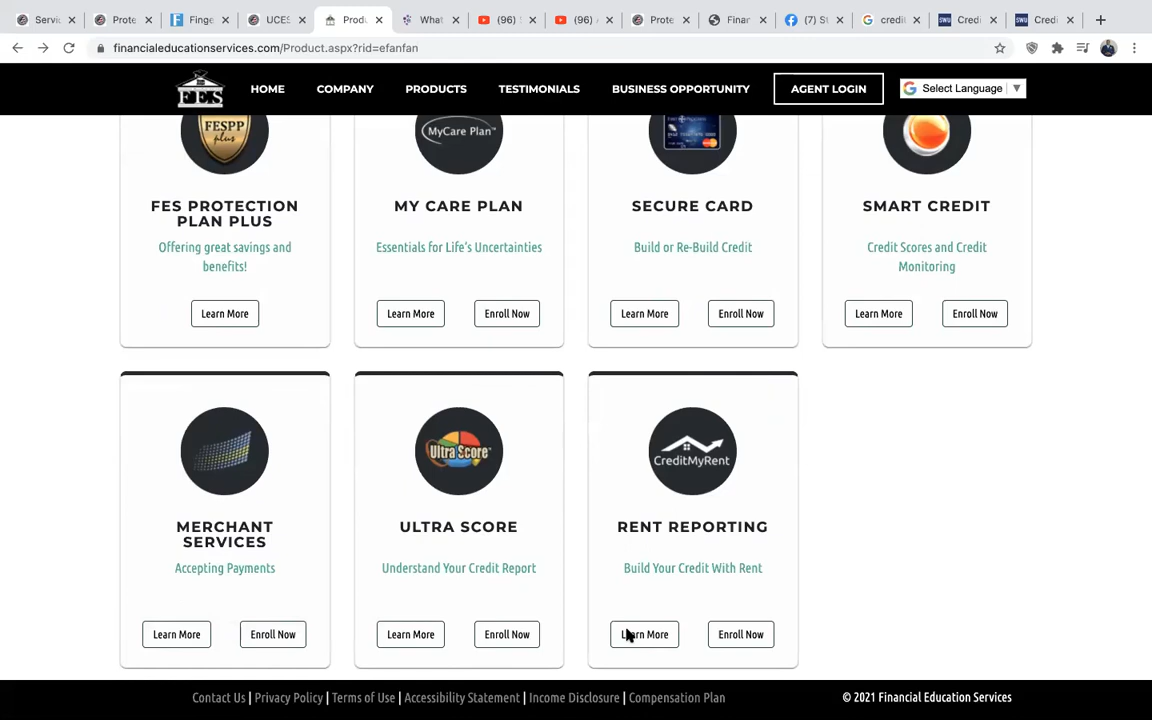 Servi
Prote
Finge
UCES
Produ
What
(96)
(96)
Prote
Finan
(7) St
credit
Credi
Credi
financialeducationservices.com/Product.aspx?rid=efanfan
FES
HOME
COMPANY
PRODUCTS
TESTIMONIALS
BUSINESS OPPORTUNITY
AGENT LOGIN
Select Language
FESPP
plus
MyCare Plan™
FES PROTECTION
PLAN PLUS
Offering great savings and
benefits!
Learn More
MY CARE PLAN
Essentials for Life's Uncertainties
Learn More Enroll Now
SECURE CARD
Build or Re-Build Credit
Learn More Enroll Now
SMART CREDIT
Credit Scores and Credit
Monitoring
Learn More Enroll Now
MERCHANT
SERVICES
Accepting Payments
Learn More Enroll Now
Ultra Score™
ULTRA SCORE
Understand Your Credit Report
Learn More Enroll Now
CreditMyRent
RENT REPORTING
Build Your Credit With Rent
Learn More Enroll Now
Contact Us | Privacy Policy | Terms of Use | Accessibility Statement | Income Disclosure | Compensation Plan
© 2021 Financial Education Services